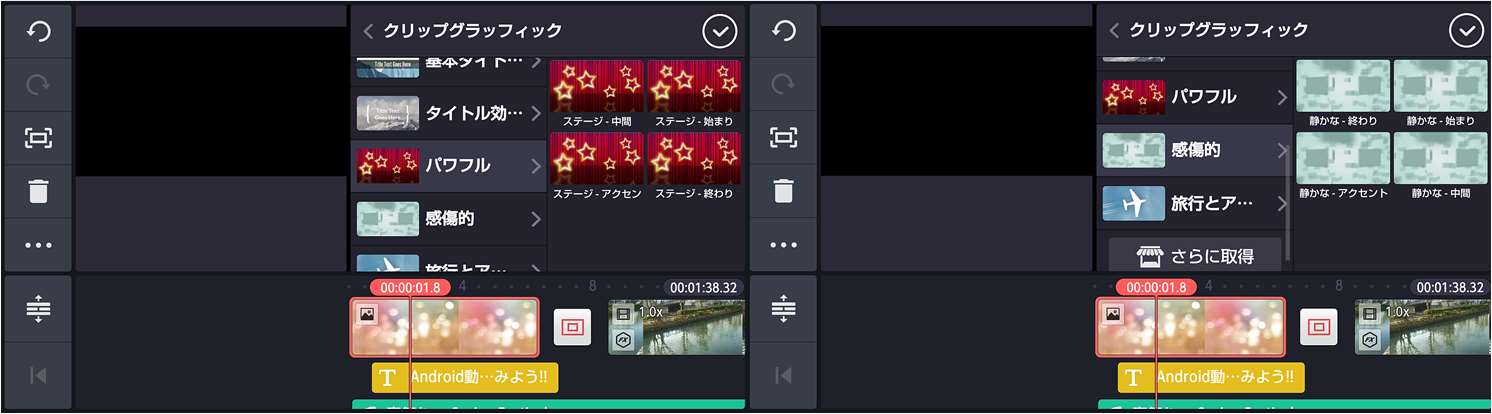 クリップグラッフィック
基本タイト…
タイトル効…
パワフル
感傷的
旅行とア…
ステージ - 中間
ステージ - 始まり
ステージ - アクセン
ステージ - 終わり
00:00:01.8
4
8
00:01:38.32
1.0x
T
Android動…みよう!!
クリップグラッフィック
パワフル
感傷的
旅行とア…
さらに取得
静かな - 終わり
静かな - 始まり
静かな - アクセント
静かな - 中間
00:00:01.8
4
8
00:01:38.32
1.0x
T
Android動…みよう!!